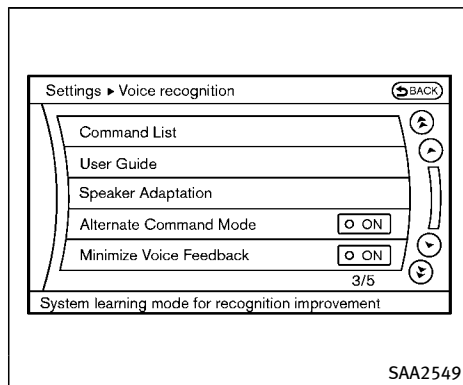 Settings ▸ Voice recognition BACK
Command List
User Guide
Speaker Adaptation
Alternate Command Mode ON
Minimize Voice Feedback ON
3/5
System learning mode for recognition improvement
SAA2549